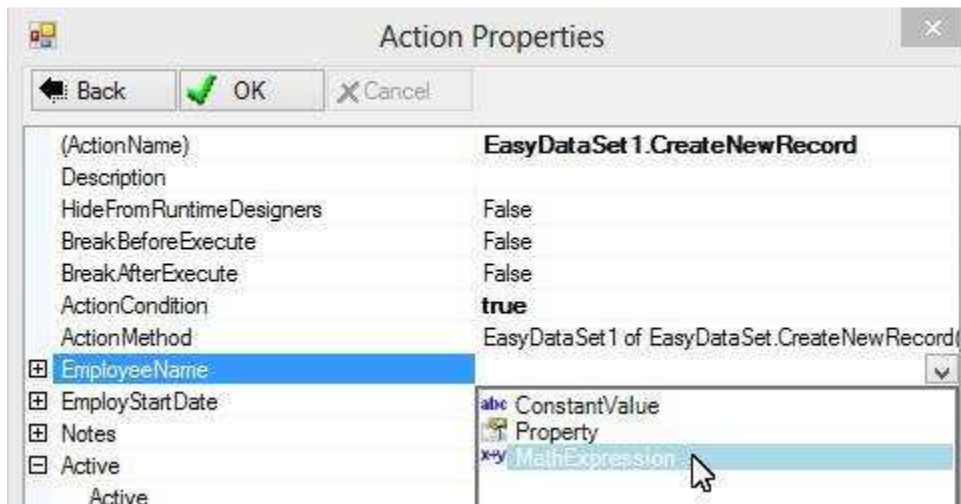 Action Properties
Back OK Cancel
(ActionName) EasyDataSet1.CreateNewRecord
Description
HideFromRuntimeDesigners False
BreakBeforeExecute False
BreakAfterExecute False
ActionCondition true
ActionMethod EasyDataSet1 of EasyDataSet.CreateNewRecord(
EmployeeName
EmployStartDate
abc ConstantValue
Notes
Property
Active
x+y MathExpression
Active